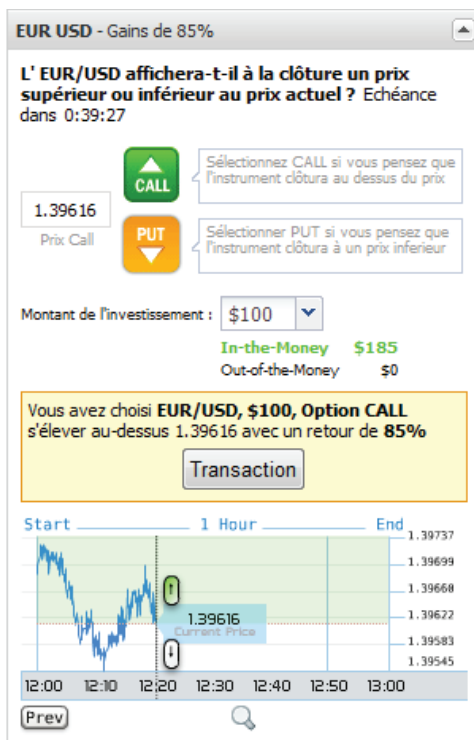 EUR USD - Gains de 85%
L' EUR/USD affichera-t-il à la clôture un prix
supérieur ou inférieur au prix actuel ? Echéance
dans 0:39:27
CALL
Sélectionnez CALL si vous pensez que
l'instrument clôtura au dessus du prix
1.39616
Prix Call
PUT
Sélectionner PUT si vous pensez que
l'instrument clôtura à un prix inferieur
Montant de l'investissement : $100
In-the-Money $185
Out-of-the-Money $0
Vous avez choisi EUR/USD, $100, Option CALL
s'élever au-dessus 1.39616 avec un retour de 85%
Transaction
Start 1 Hour End
1.39737
1.39699
1.39668
1.39622
1.39583
1.39545
1.39616
Current Price
12:00 12:10 12:20 12:30 12:40 12:50 13:00
Prev